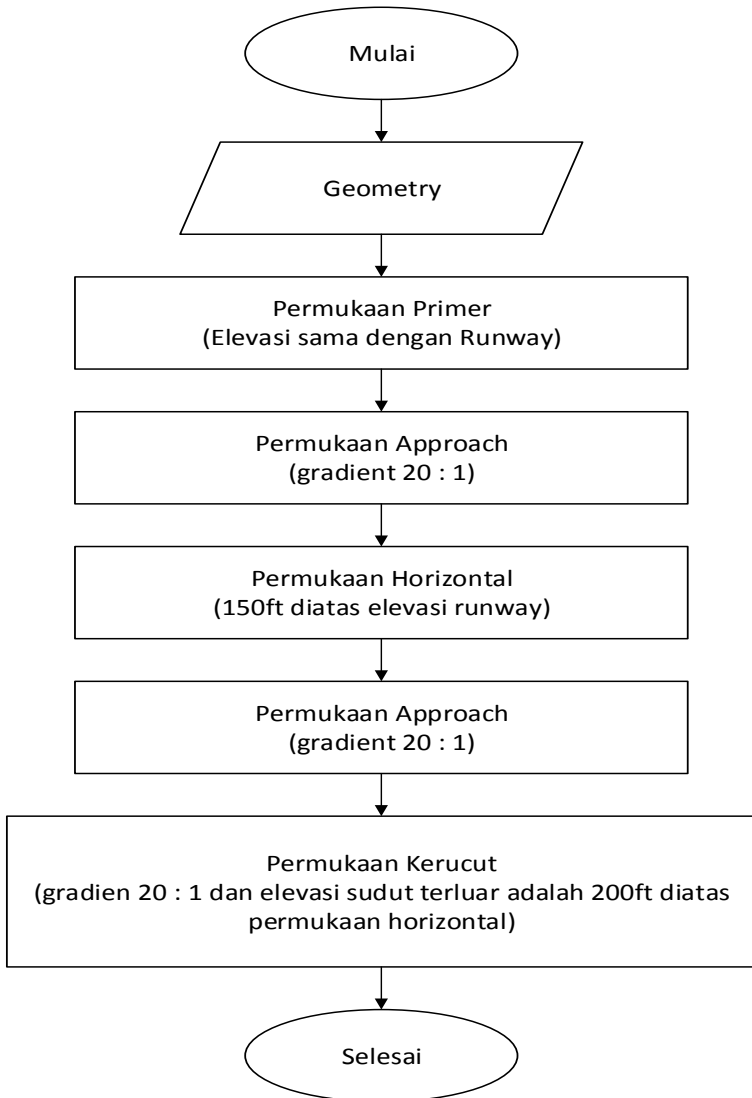 Mulai
Geometry
Permukaan Primer
(Elevasi sama dengan Runway)
Permukaan Approach
(gradient 20 : 1)
Permukaan Horizontal
(150ft diatas elevasi runway)
Permukaan Approach
(gradient 20 : 1)
Permukaan Kerucut
(gradien 20 : 1 dan elevasi sudut terluar adalah 200ft diatas
permukaan horizontal)
Selesai